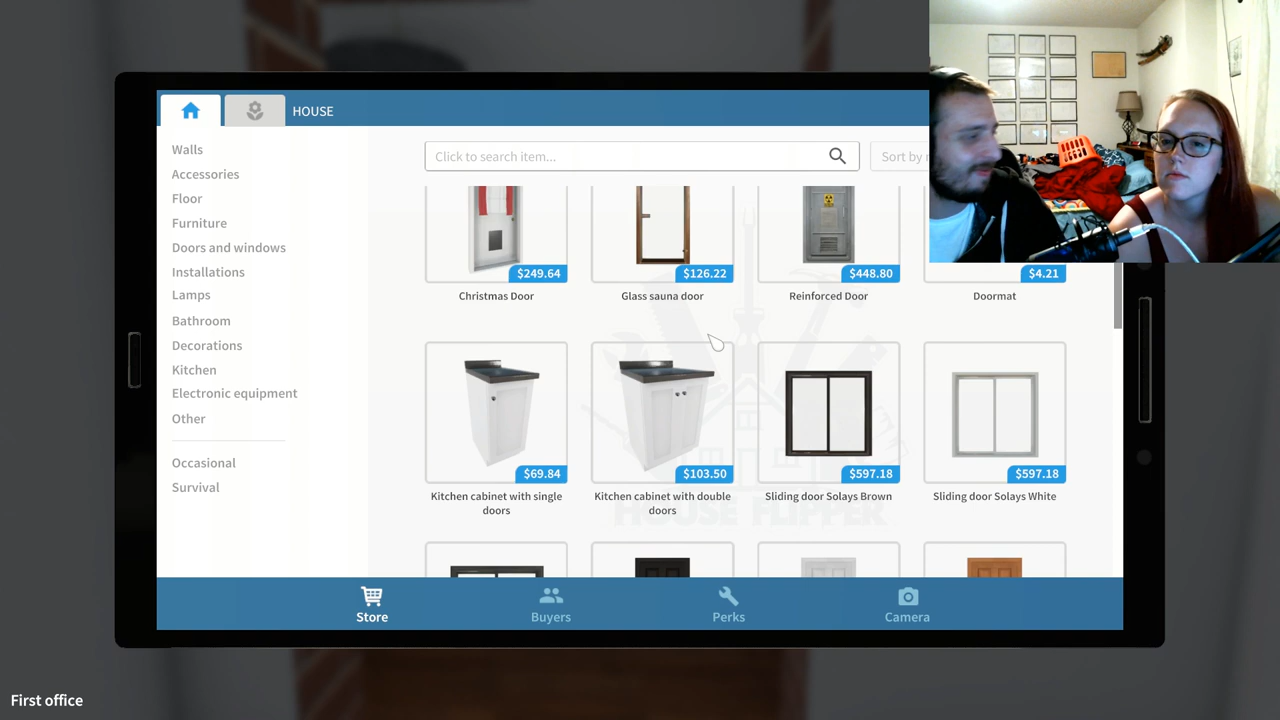 HOUSE
Walls
Accessories
Floor
Furniture
Doors and windows
Installations
Lamps
Bathroom
Decorations
Kitchen
Electronic equipment
Other
Occasional
Survival
Click to search item...
Sort by
$249.64
$126.22
$448.80
$4.21
Christmas Door
Glass sauna door
Reinforced Door
Doormat
$69.84
$103.50
$597.18
$597.18
Kitchen cabinet with single
doors
Kitchen cabinet with double
doors
Sliding door Solays Brown
Sliding door Solays White
HOUSE FLIPPER
Store
Buyers
Perks
Camera
First office